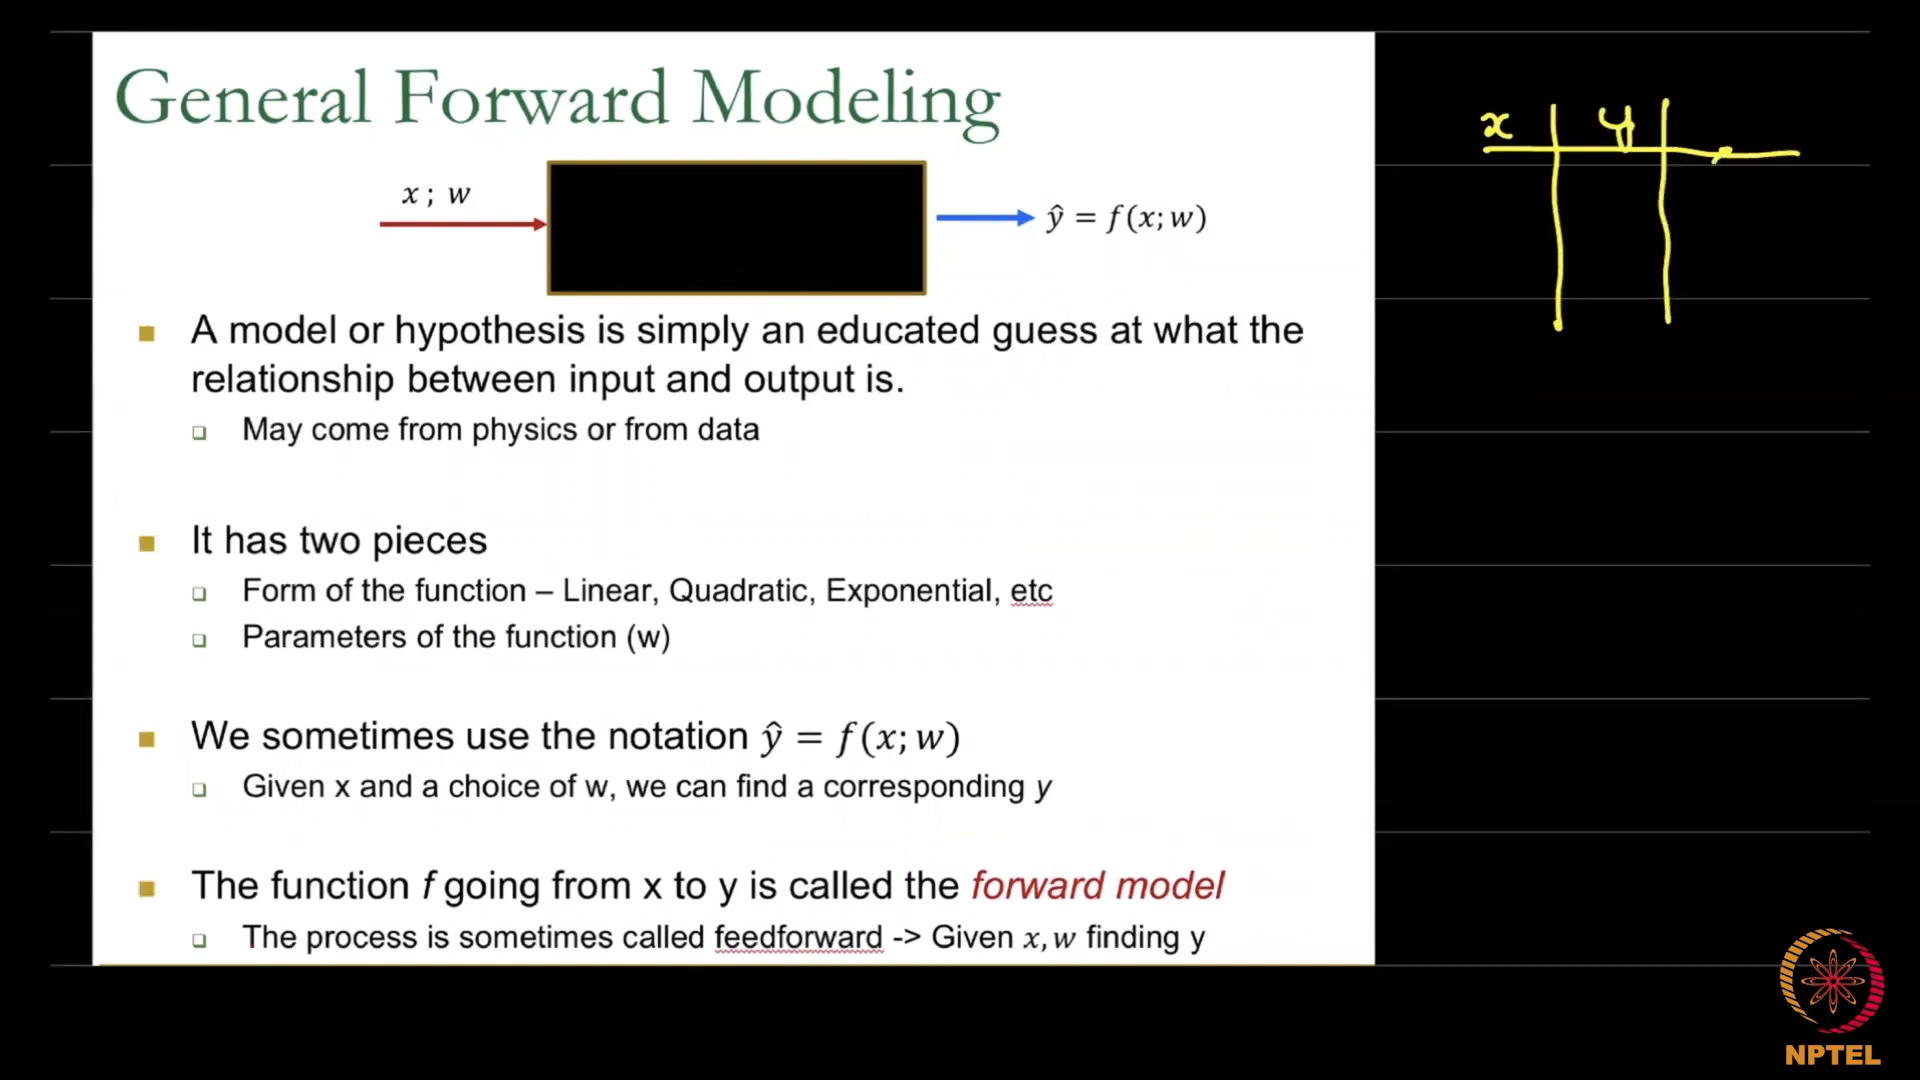 General Forward Modeling
x ; w
ŷ = f(x; w)
x y
■ A model or hypothesis is simply an educated guess at what the
relationship between input and output is.
❑ May come from physics or from data
■ It has two pieces
❑ Form of the function – Linear, Quadratic, Exponential, etc
❑ Parameters of the function (w)
■ We sometimes use the notation ŷ = f(x; w)
❑ Given x and a choice of w, we can find a corresponding y
■ The function f going from x to y is called the forward model
❑ The process is sometimes called feedforward -> Given x, w finding y
NPTEL